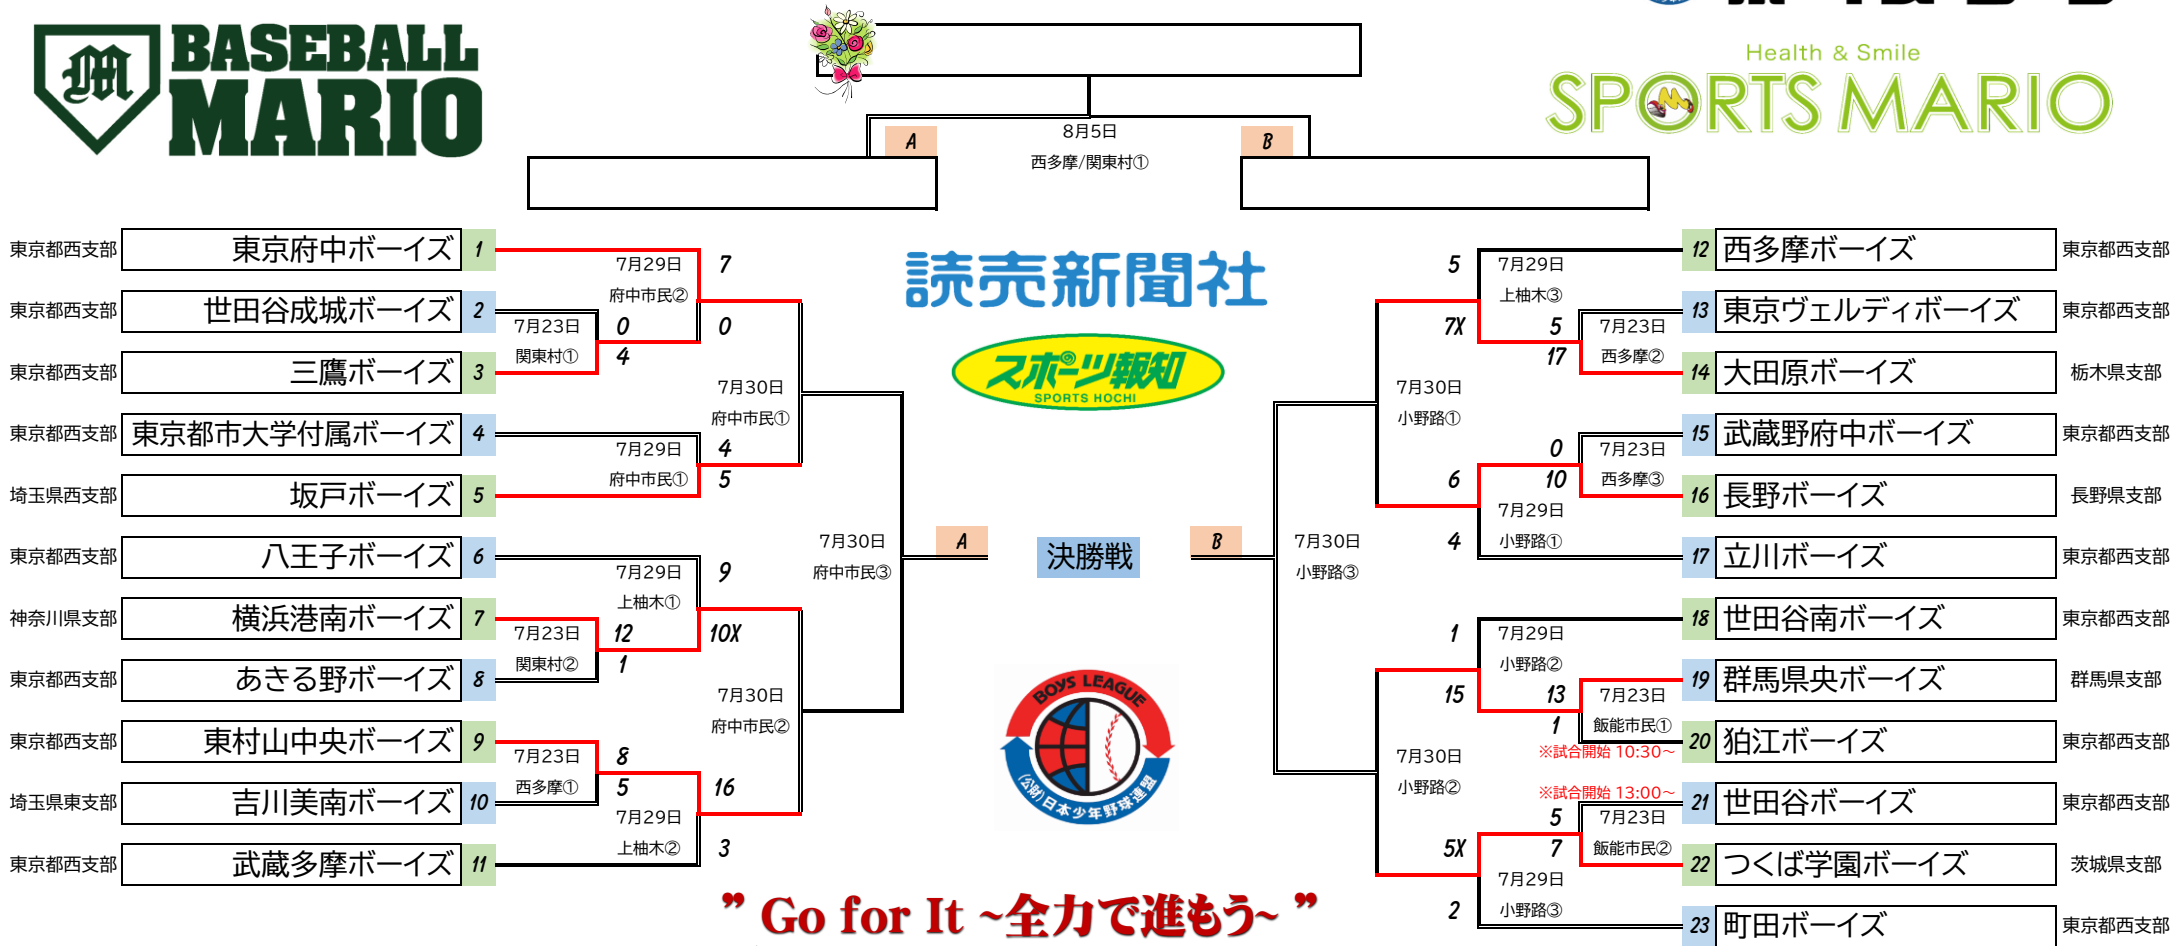 BASEBALL
MARIO
Health & Smile
SPORTS MARIO
A
8月5日
B
西多摩/関東村①
東京都西支部 東京府中ボーイズ 1
7月29日 7
府中市民②
東京都西支部 世田谷成城ボーイズ 2
7月23日 0 0
関東村① 4
東京都西支部 三鷹ボーイズ 3
7月30日
府中市民①
東京都西支部 東京都市大学付属ボーイズ 4
7月29日 4
府中市民① 5
埼玉県西支部 坂戸ボーイズ 5
7月30日
府中市民③
A
東京都西支部 八王子ボーイズ 6
7月29日 9
上柚木①
神奈川県支部 横浜港南ボーイズ 7
7月23日 12 10X
関東村② 1
東京都西支部 あきる野ボーイズ 8
7月30日
府中市民②
東京都西支部 東村山中央ボーイズ 9
7月23日 8
西多摩① 5 16
埼玉県東支部 吉川美南ボーイズ 10
7月29日
上柚木② 3
東京都西支部 武蔵多摩ボーイズ 11
読売新聞社
スポーツ報知
SPORTS HOCHI
決勝戦
BOYS LEAGUE
(公財)日本少年野球連盟
12 西多摩ボーイズ 東京都西支部
5 7月29日
上柚木③
13 東京ヴェルディボーイズ 東京都西支部
7X 5 7月23日
17 西多摩②
14 大田原ボーイズ 栃木県支部
7月30日
小野路①
15 武蔵野府中ボーイズ 東京都西支部
0 7月23日
6 10 西多摩③
16 長野ボーイズ 長野県支部
7月29日
4 小野路①
17 立川ボーイズ 東京都西支部
B
7月30日
小野路③
18 世田谷南ボーイズ 東京都西支部
1 7月29日
小野路②
19 群馬県央ボーイズ 群馬県支部
15 13 7月23日
1 飯能市民①
※試合開始 10:30~
20 狛江ボーイズ 東京都西支部
7月30日
小野路②
※試合開始 13:00~
21 世田谷ボーイズ 東京都西支部
5 7月23日
5X 7 飯能市民②
22 つくば学園ボーイズ 茨城県支部
7月29日
2 小野路③
23 町田ボーイズ 東京都西支部
” Go for It ~全力で進もう~ ”